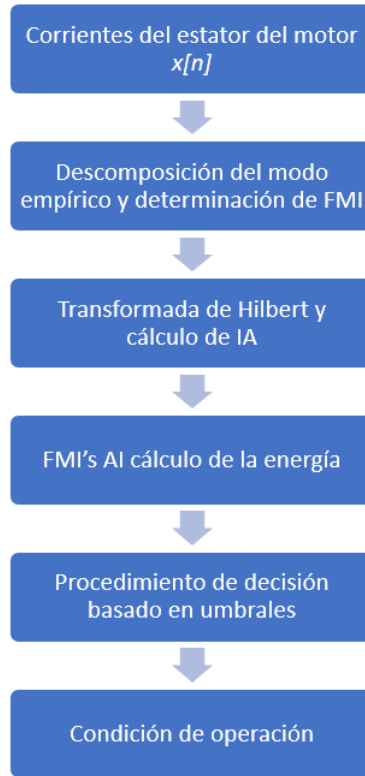 Corrientes del estator del motor
x[n]
Descomposición del modo
empírico y determinación de FMI
Transformada de Hilbert y
cálculo de IA
FMI's AI cálculo de la energía
Procedimiento de decisión
basado en umbrales
Condición de operación